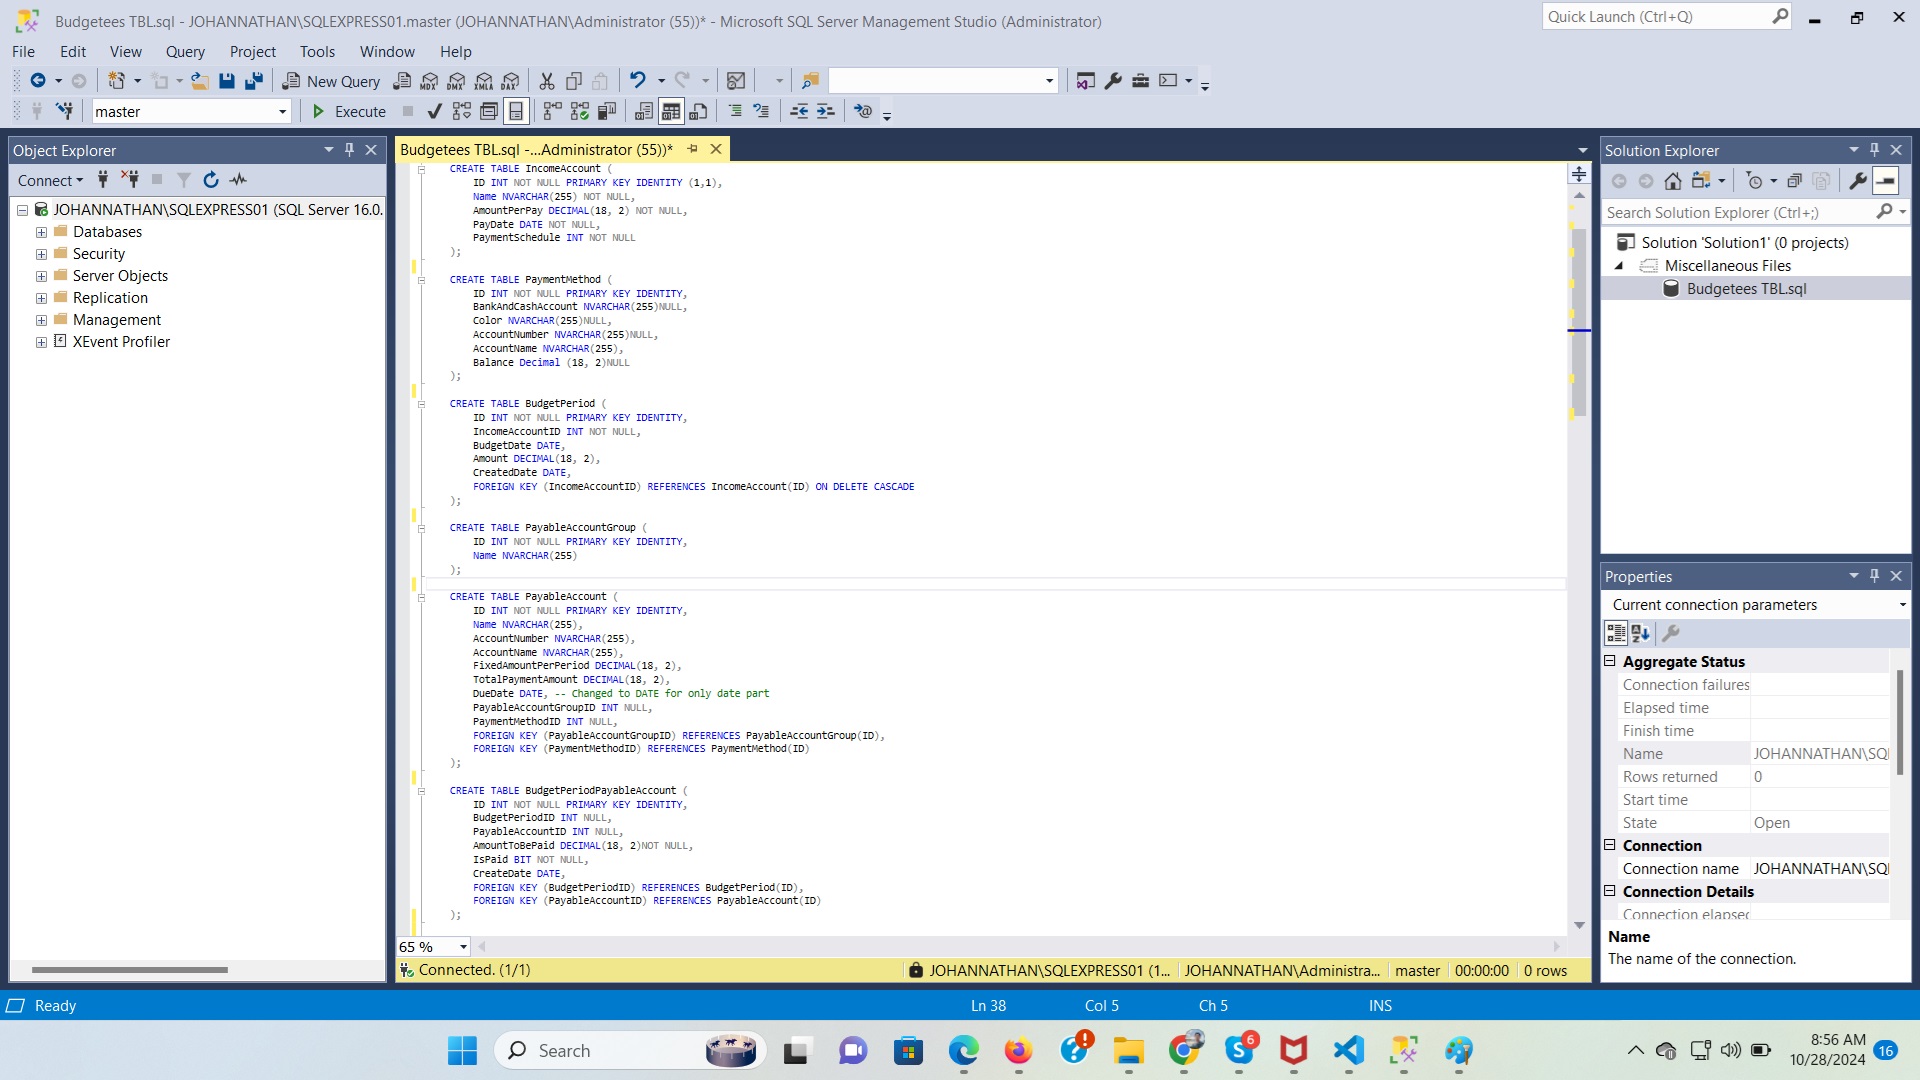 Budgetees TBL.sql - JOHANNATHAN\SQLEXPRESS01.master (JOHANNATHAN\Administrator (55))* - Microsoft SQL Server Management Studio (Administrator)
Quick Launch (Ctrl+Q)
File Edit View Query Project Tools Window Help
New Query MDX DMX XMLA DAX
master Execute
Object Explorer
Connect
JOHANNATHAN\SQLEXPRESS01 (SQL Server 16.0.
Databases
Security
Server Objects
Replication
Management
XEvent Profiler
Budgetees TBL.sql -...Administrator (55))*
CREATE TABLE IncomeAccount (
ID INT NOT NULL PRIMARY KEY IDENTITY (1,1),
Name NVARCHAR(255) NOT NULL,
AmountPerPay DECIMAL(18, 2) NOT NULL,
PayDate DATE NOT NULL,
PaymentSchedule INT NOT NULL
);
CREATE TABLE PaymentMethod (
ID INT NOT NULL PRIMARY KEY IDENTITY,
BankAndCashAccount NVARCHAR(255)NULL,
Color NVARCHAR(255)NULL,
AccountNumber NVARCHAR(255)NULL,
AccountName NVARCHAR(255),
Balance Decimal (18, 2)NULL
);
CREATE TABLE BudgetPeriod (
ID INT NOT NULL PRIMARY KEY IDENTITY,
IncomeAccountID INT NOT NULL,
BudgetDate DATE,
Amount DECIMAL(18, 2),
CreatedDate DATE,
FOREIGN KEY (IncomeAccountID) REFERENCES IncomeAccount(ID) ON DELETE CASCADE
);
CREATE TABLE PayableAccountGroup (
ID INT NOT NULL PRIMARY KEY IDENTITY,
Name NVARCHAR(255)
);
CREATE TABLE PayableAccount (
ID INT NOT NULL PRIMARY KEY IDENTITY,
Name NVARCHAR(255),
AccountNumber NVARCHAR(255),
AccountName NVARCHAR(255),
FixedAmountPerPeriod DECIMAL(18, 2),
TotalPaymentAmount DECIMAL(18, 2),
DueDate DATE, -- Changed to DATE for only date part
PayableAccountGroupID INT NULL,
PaymentMethodID INT NULL,
FOREIGN KEY (PayableAccountGroupID) REFERENCES PayableAccountGroup(ID),
FOREIGN KEY (PaymentMethodID) REFERENCES PaymentMethod(ID)
);
CREATE TABLE BudgetPeriodPayableAccount (
ID INT NOT NULL PRIMARY KEY IDENTITY,
BudgetPeriodID INT NULL,
PayableAccountID INT NULL,
AmountToBePaid DECIMAL(18, 2)NOT NULL,
IsPaid BIT NOT NULL,
CreateDate DATE,
FOREIGN KEY (BudgetPeriodID) REFERENCES BudgetPeriod(ID),
FOREIGN KEY (PayableAccountID) REFERENCES PayableAccount(ID)
);
65 %
Connected. (1/1) JOHANNATHAN\SQLEXPRESS01 (1... JOHANNATHAN\Administra... master 00:00:00 0 rows
Solution Explorer
Search Solution Explorer (Ctrl+;)
Solution 'Solution1' (0 projects)
Miscellaneous Files
Budgetees TBL.sql
Properties
Current connection parameters
Aggregate Status
Connection failures
Elapsed time
Finish time
Name JOHANNATHAN\SQ
Rows returned 0
Start time
State Open
Connection
Connection name JOHANNATHAN\SQ
Connection Details
Connection elapsec
Name
The name of the connection.
Ready Ln 38 Col 5 Ch 5 INS
Search
6
8:56 AM
10/28/2024
16